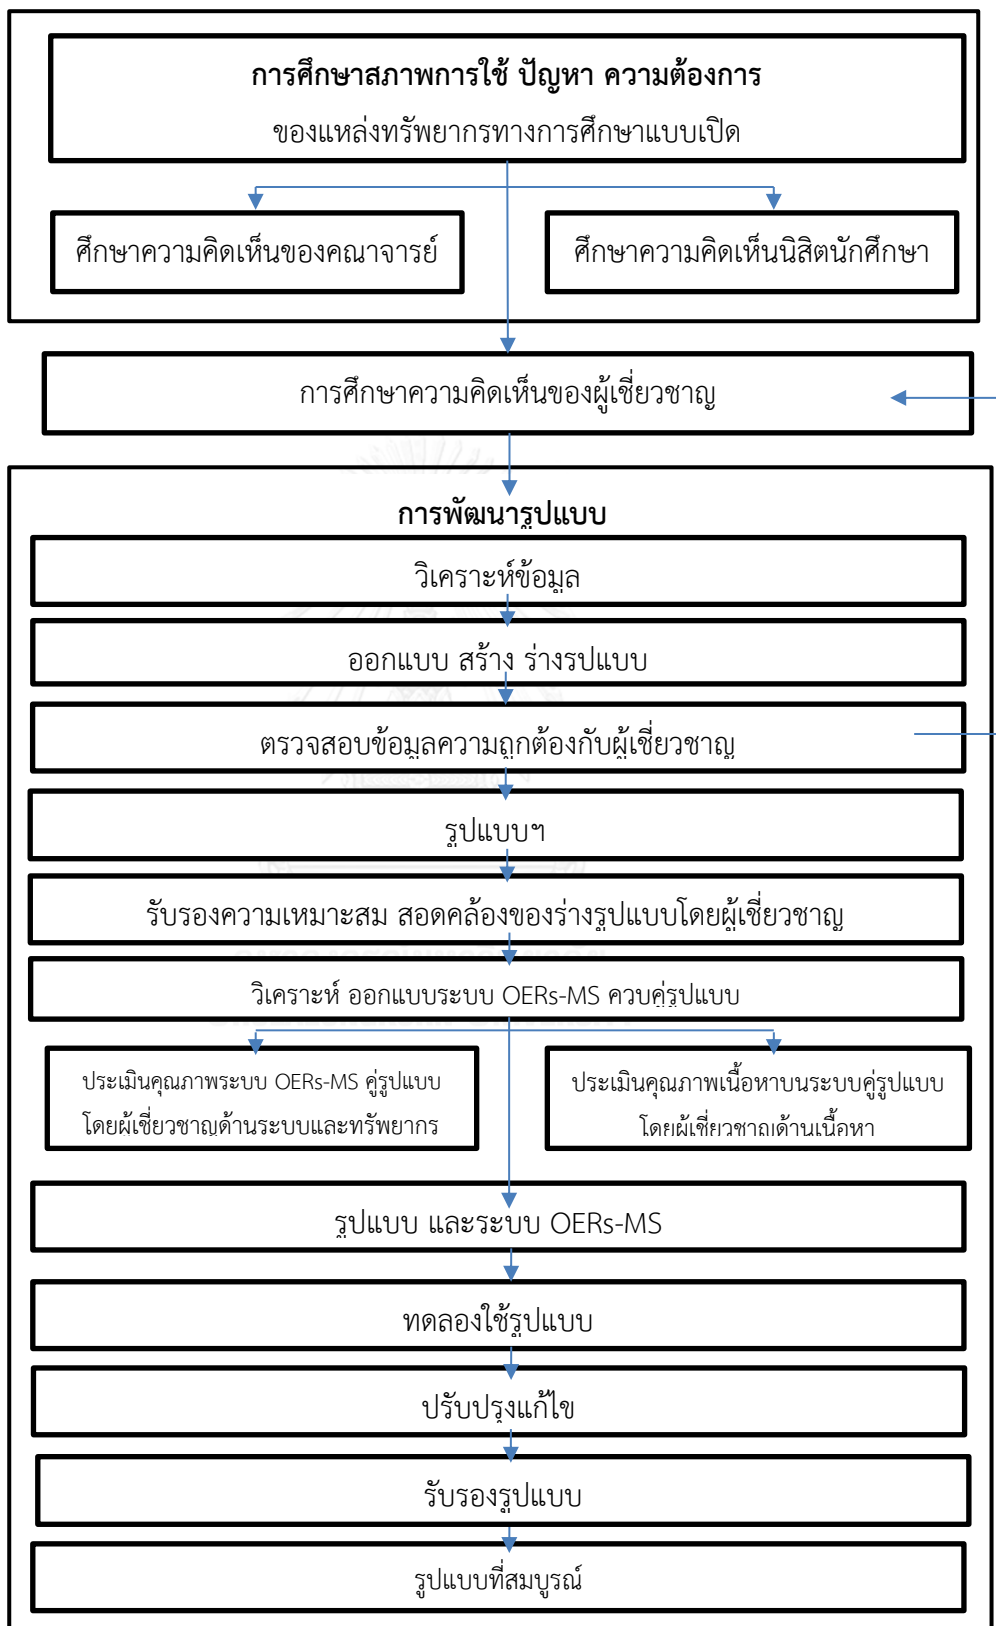 การศึกษาสภาพการใช้ ปัญหา ความต้องการ
ของแหล่งทรัพยากรทางการศึกษาแบบเปิด
ศึกษาความคิดเห็นของคณาจารย์
ศึกษาความคิดเห็นนิสิตนักศึกษา
การศึกษาความคิดเห็นของผู้เชี่ยวชาญ
การพัฒนารูปแบบ
วิเคราะห์ข้อมูล
ออกแบบ สร้าง ร่างรูปแบบ
ตรวจสอบข้อมูลความถูกต้องกับผู้เชี่ยวชาญ
รูปแบบฯ
รับรองความเหมาะสม สอดคล้องของร่างรูปแบบโดยผู้เชี่ยวชาญ
วิเคราะห์ ออกแบบระบบ OERs-MS ควบคู่รูปแบบ
ประเมินคุณภาพระบบ OERs-MS คู่รูปแบบ
โดยผู้เชี่ยวชาญด้านระบบและทรัพยากร
ประเมินคุณภาพเนื้อหาบนระบบคู่รูปแบบ
โดยผู้เชี่ยวชาญด้านเนื้อหา
รูปแบบ และระบบ OERs-MS
ทดลองใช้รูปแบบ
ปรับปรุงแก้ไข
รับรองรูปแบบ
รูปแบบที่สมบูรณ์